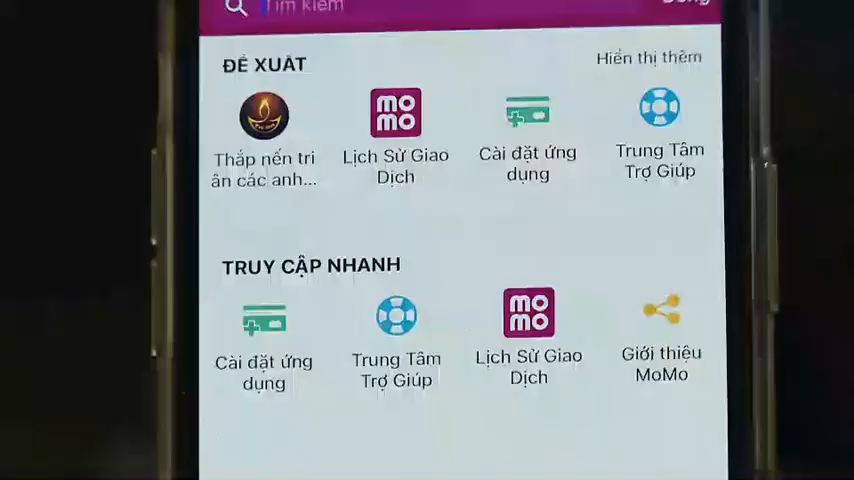 Tìm kiếm
Đóng
ĐỀ XUẤT
Hiển thị thêm
Thắp nến tri
ân các anh...
mo
mo
Lịch Sử Giao
Dịch
Cài đặt ứng
dụng
Trung Tâm
Trợ Giúp
TRUY CẬP NHANH
Cài đặt ứng
dụng
Trung Tâm
Trợ Giúp
mo
mo
Lịch Sử Giao
Dịch
Giới thiệu
MoMo